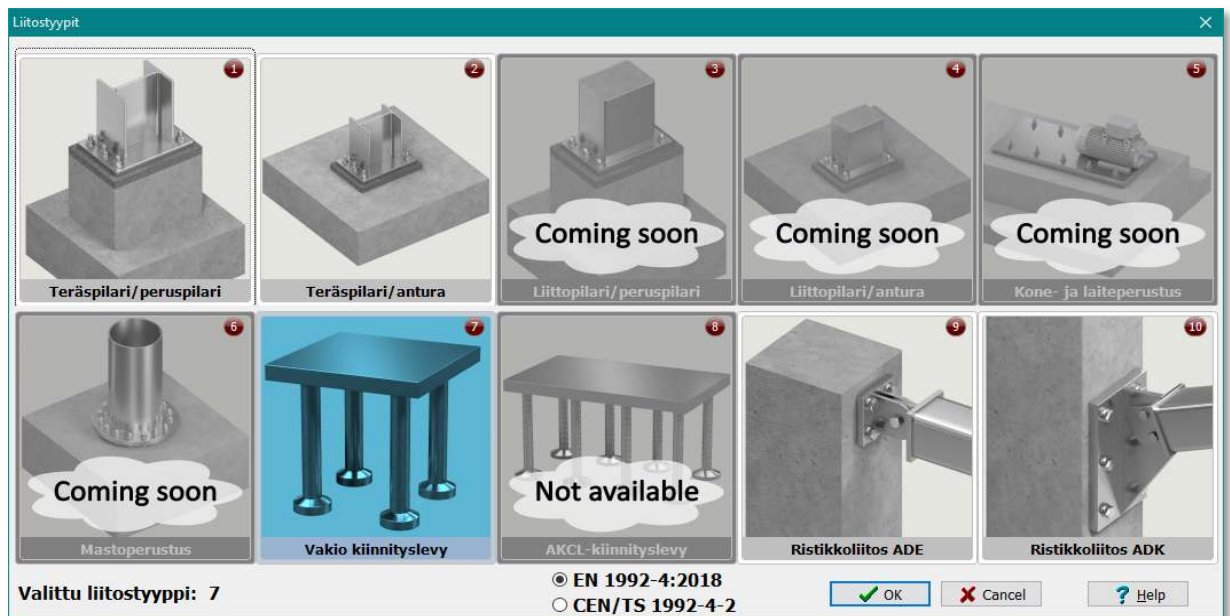 Liitostyypit
1
2
3
4
5
Coming soon
Coming soon
Coming soon
Teräspilari/peruspilari
Teräspilari/antura
Liittopilari/peruspilari
Liittopilari/antura
Kone- ja laiteperustus
6
7
8
9
10
Coming soon
Not available
Mastoperustus
Vakio kiinnityslevy
AKCL-kiinnityslevy
Ristikkoliitos ADE
Ristikkoliitos ADK
Valittu liitostyyppi: 7
EN 1992-4:2018
CEN/TS 1992-4-2
OK
Cancel
Help